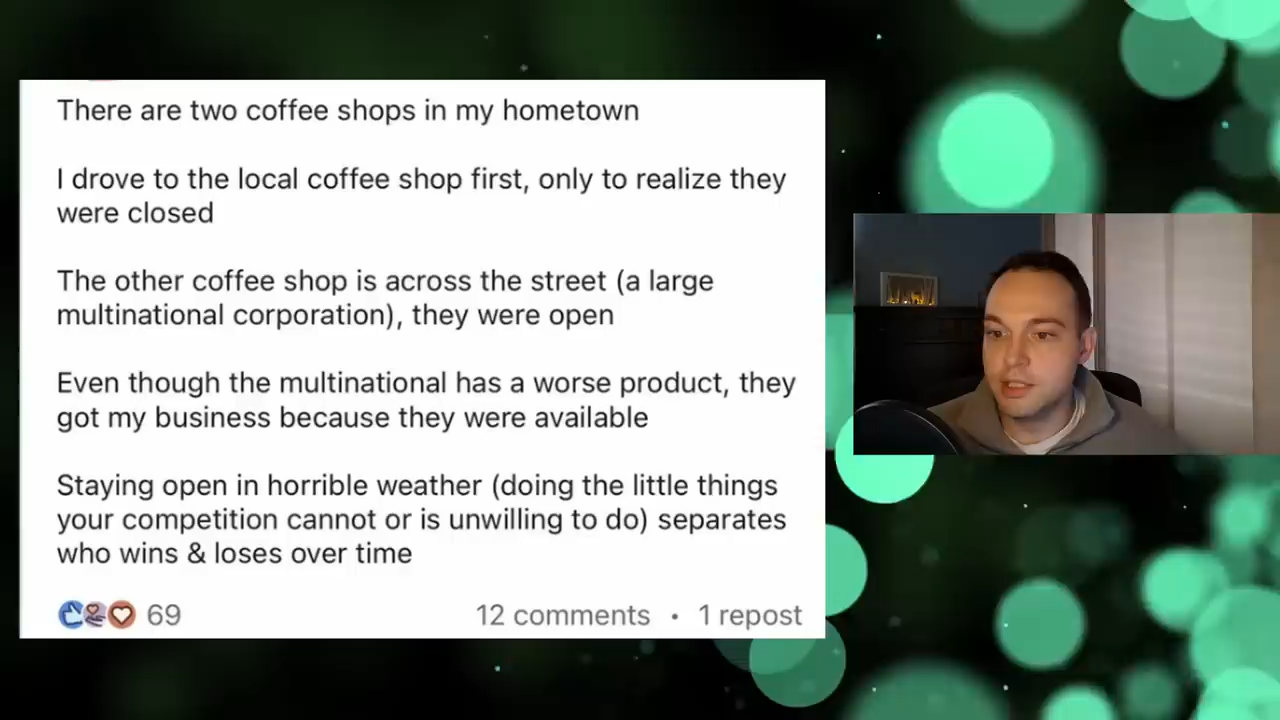 There are two coffee shops in my hometown
I drove to the local coffee shop first, only to realize they
were closed
The other coffee shop is across the street (a large
multinational corporation), they were open
Even though the multinational has a worse product, they
got my business because they were available
Staying open in horrible weather (doing the little things
your competition cannot or is unwilling to do) separates
who wins & loses over time
69
12 comments • 1 repost